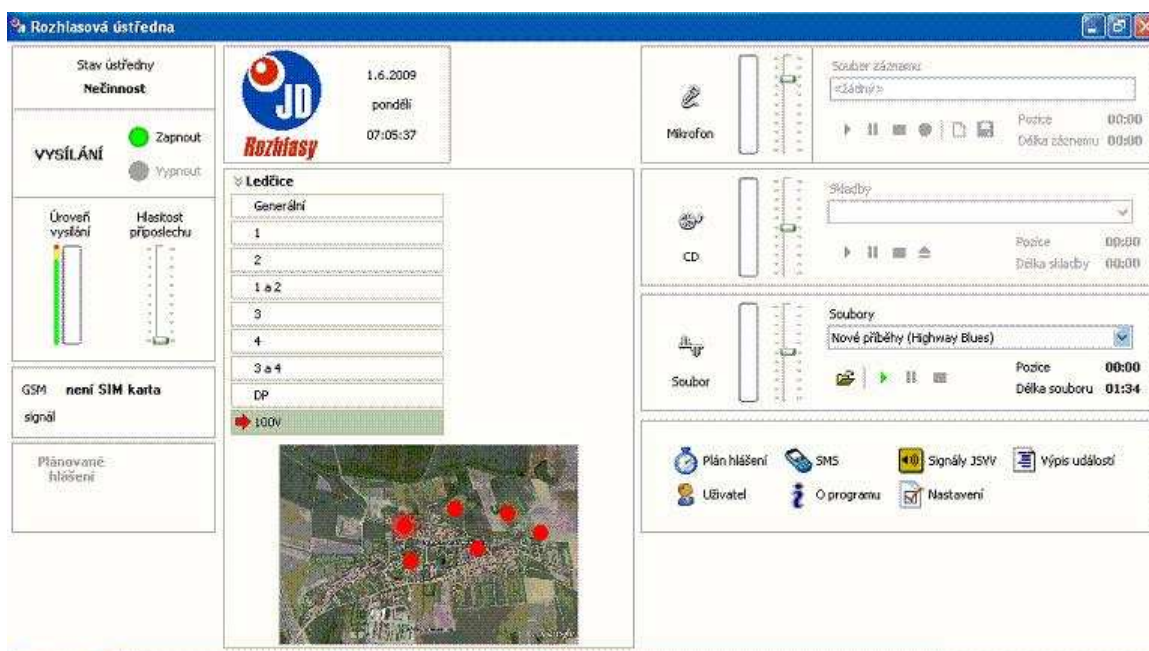 Rozhlasová ústředna
Stav ústředny
Nečinnost
VYSÍLÁNÍ
Zapnout
Vypnout
Úroveň vysílání
Hlasitost příposlechu
GSM není SIM karta
signál
Plánované hlášení
JD
Rozhlasy
1.6.2009
pondělí
07:05:37
Ledčice
Generální
1
2
1 a 2
3
4
3 a 4
DP
100V
Mikrofon
Soubor záznamu
<žádný>
Pozice 00:00
Délka záznamu 00:00
CD
Skladby
Pozice 00:00
Délka skladby 00:00
Soubor
Soubory
Nové příběhy (Highway Blues)
Pozice 00:00
Délka souboru 01:34
Plán hlášení
SMS
Signály JSVV
Výpis událostí
Uživatel
O programu
Nastavení